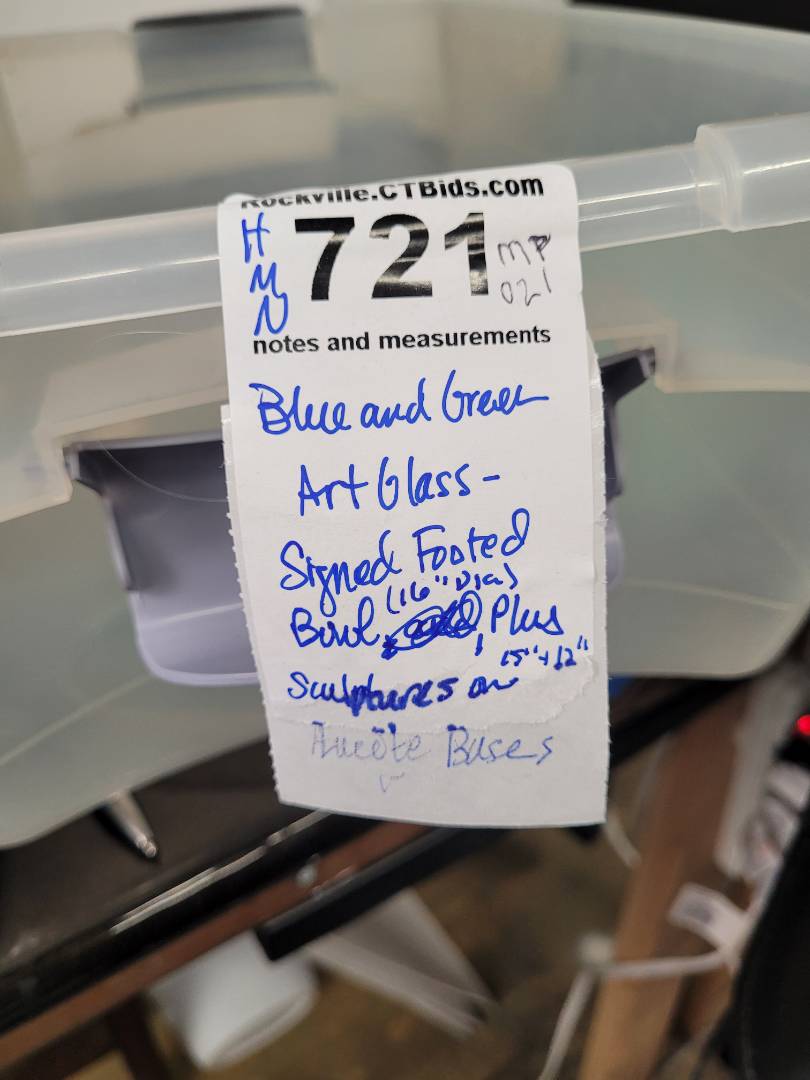 Rockville.CTBids.com
H M N 721 MP 021
notes and measurements
Blue and Green
Art Glass -
Signed Footed
(16" Dia)
Bowl, Plus
15" x 12"
Sculptures on
Bases